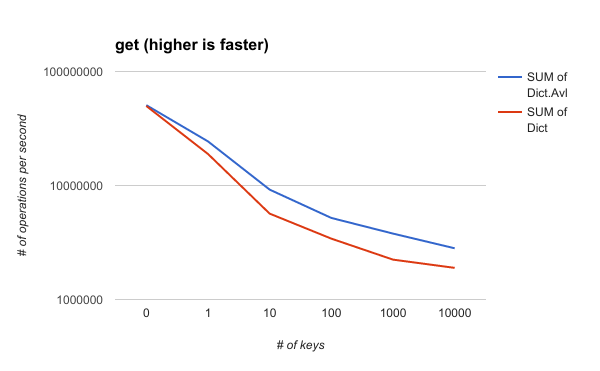 get (higher is faster)
100000000
10000000
1000000
# of operations per second
0 1 10 100 1000 10000
# of keys
SUM of
Dict.Avl
SUM of
Dict